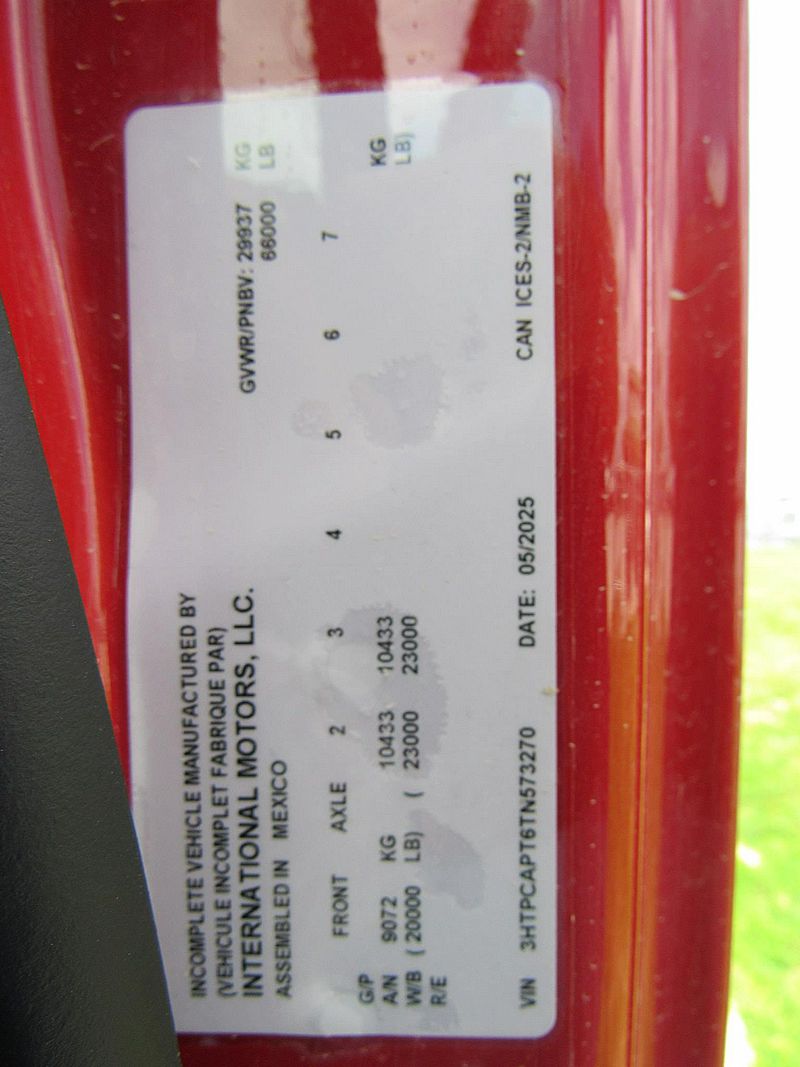 INCOMPLETE VEHICLE MANUFACTURED BY
(VEHICULE INCOMPLET FABRIQUE PAR)
INTERNATIONAL MOTORS, LLC. GVWR/PNBV: 29937 KG
ASSEMBLED IN MEXICO 66000 LB
FRONT AXLE 2 3 4 5 6 7
G/P
A/N 9072 KG 10433 10433 KG
W/B ( 20000 LB) ( 23000 23000 LB)
R/E
VIN 3HTPCAPT6TN573270 DATE: 05/2025 CAN ICES-2/NMB-2